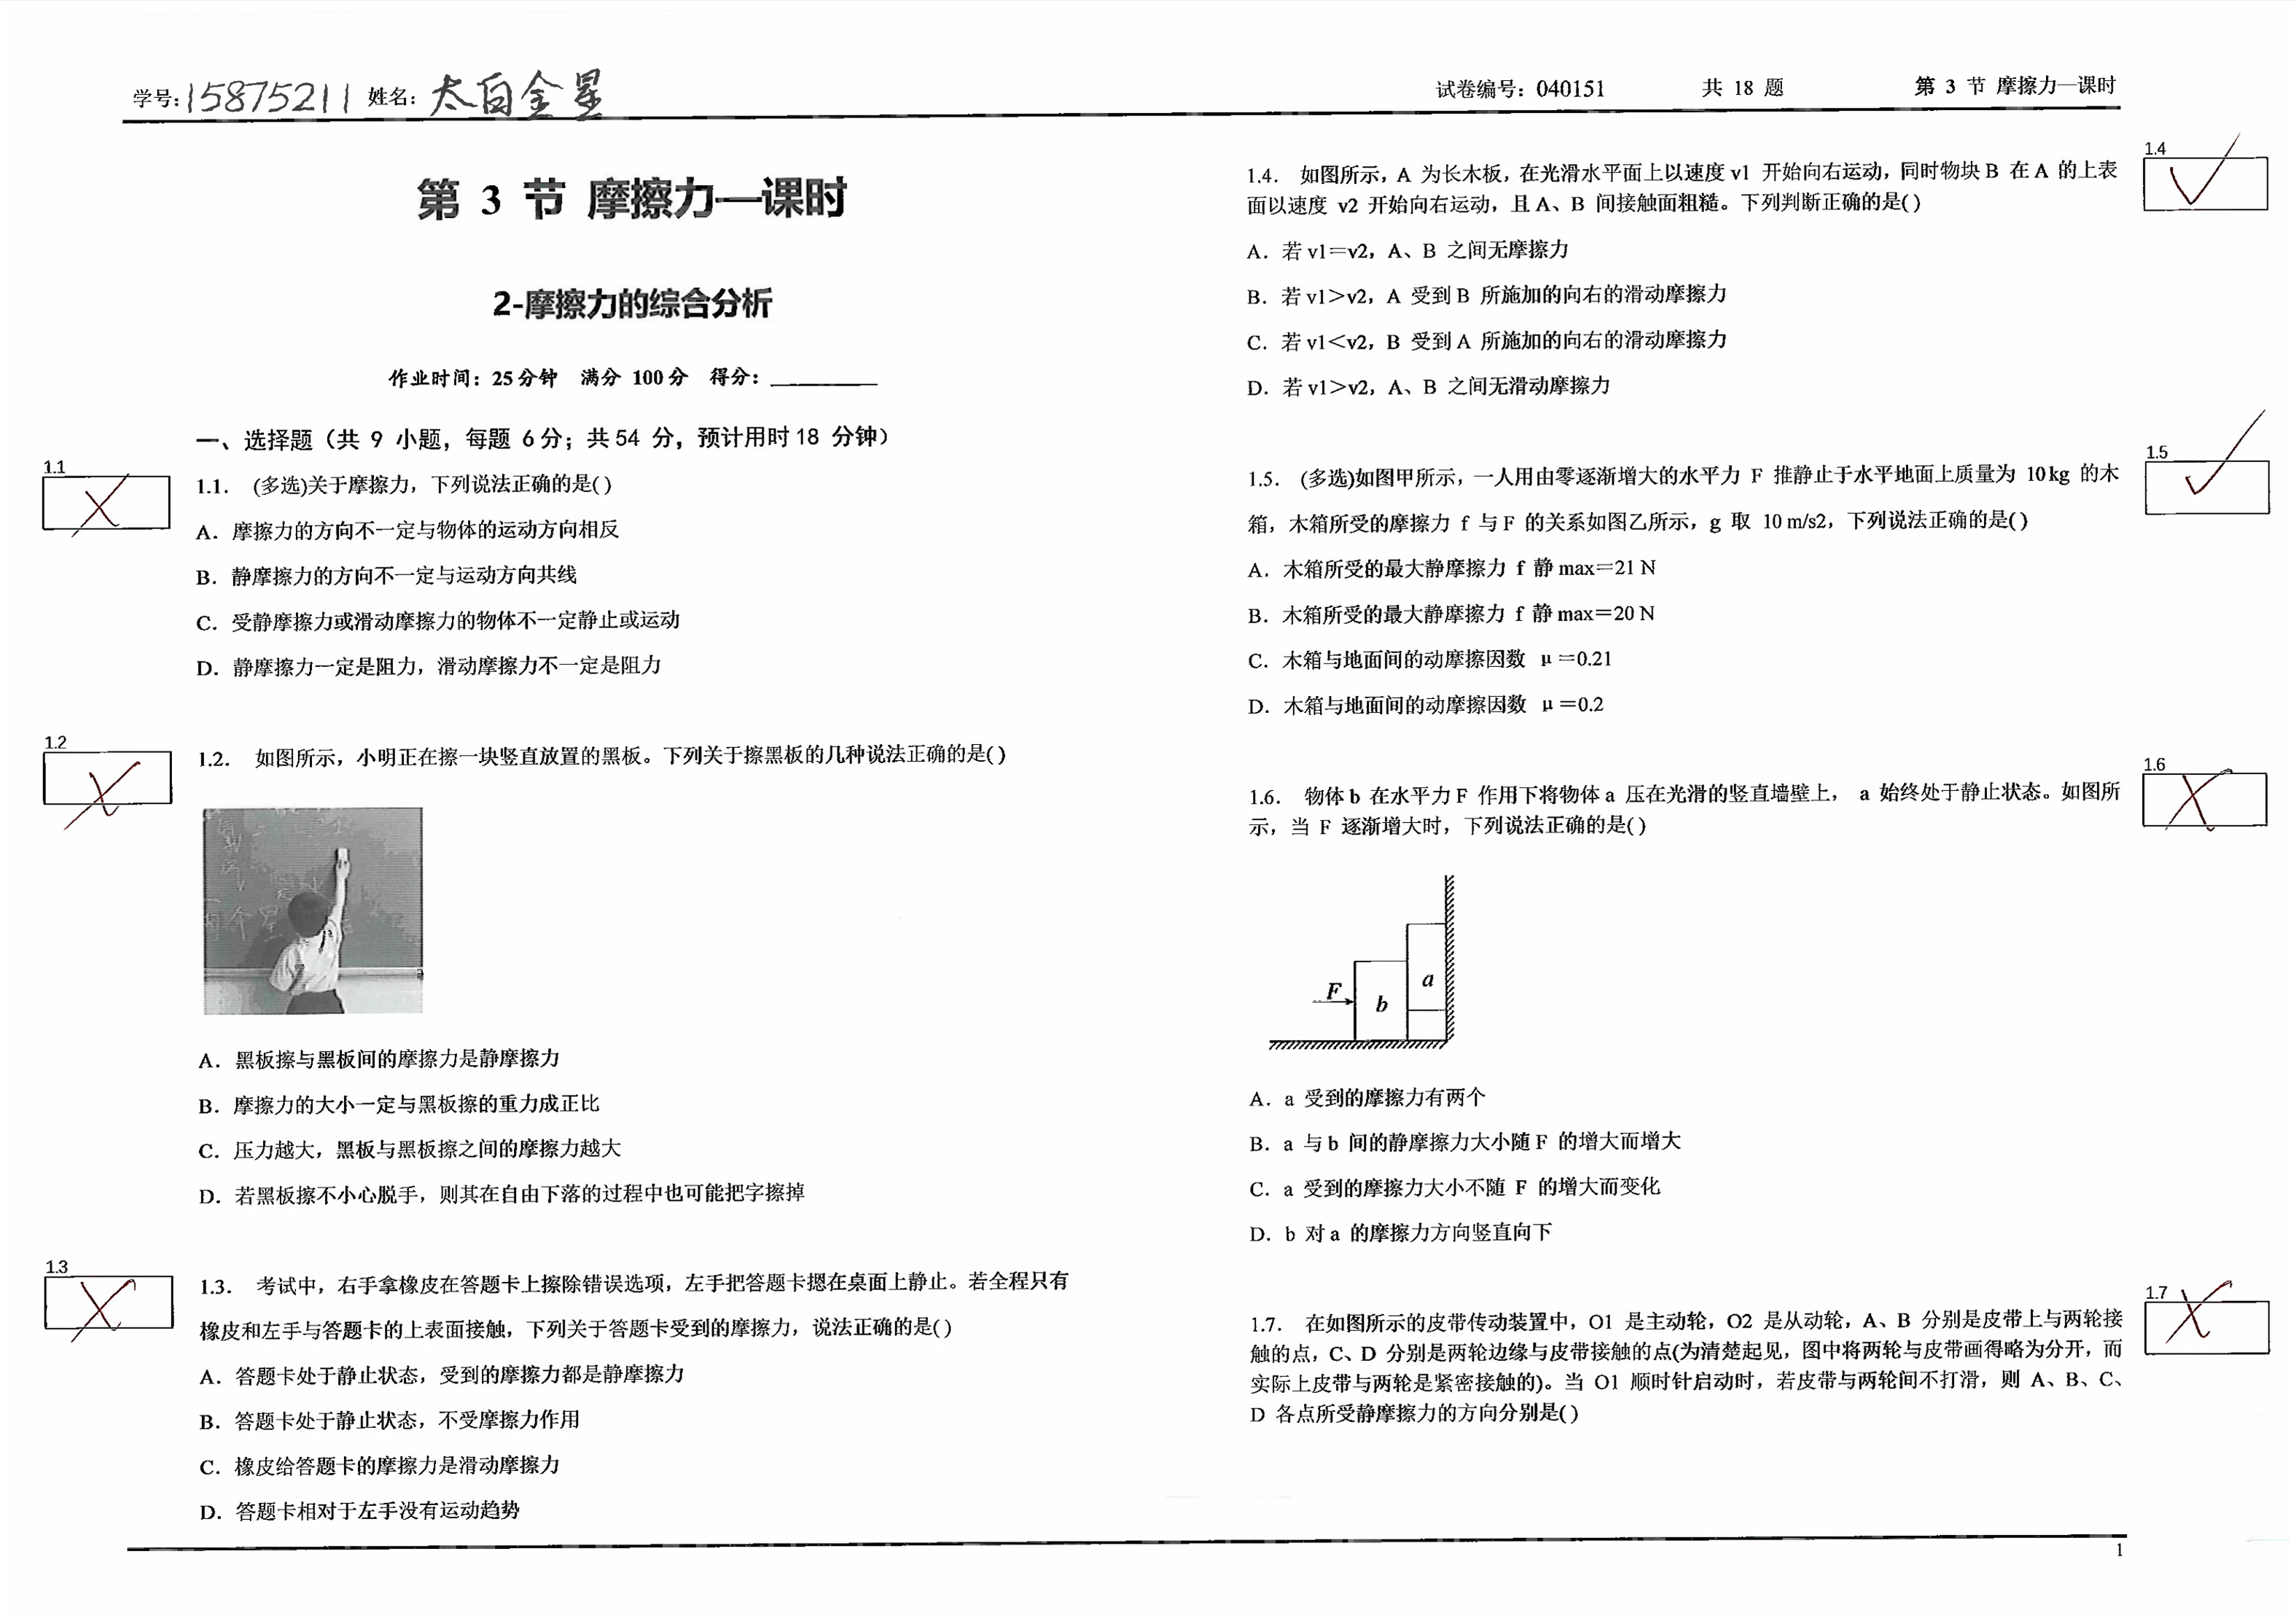 学号: 15875211 姓名: 太白金星
试卷编号: 040151 共 18 题 第 3 节 摩擦力一课时
第 3 节 摩擦力一课时
2-摩擦力的综合分析
作业时间: 25分钟 满分 100分 得分: ________
一、选择题（共 9 小题，每题 6分；共54 分，预计用时18 分钟）
1.1
1.1. (多选)关于摩擦力，下列说法正确的是( )
A. 摩擦力的方向不一定与物体的运动方向相反
B. 静摩擦力的方向不一定与运动方向共线
C. 受静摩擦力或滑动摩擦力的物体不一定静止或运动
D. 静摩擦力一定是阻力，滑动摩擦力不一定是阻力
1.2
1.2. 如图所示，小明正在擦一块竖直放置的黑板。下列关于擦黑板的几种说法正确的是( )
A. 黑板擦与黑板间的摩擦力是静摩擦力
B. 摩擦力的大小一定与黑板擦的重力成正比
C. 压力越大，黑板与黑板擦之间的摩擦力越大
D. 若黑板擦不小心脱手，则其在自由下落的过程中也可能把字擦掉
1.3
1.3. 考试中，右手拿橡皮在答题卡上擦除错误选项，左手把答题卡摁在桌面上静止。若全程只有
橡皮和左手与答题卡的上表面接触，下列关于答题卡受到的摩擦力，说法正确的是( )
A. 答题卡处于静止状态，受到的摩擦力都是静摩擦力
B. 答题卡处于静止状态，不受摩擦力作用
C. 橡皮给答题卡的摩擦力是滑动摩擦力
D. 答题卡相对于左手没有运动趋势
1.4
1.4. 如图所示，A 为长木板，在光滑水平面上以速度v1 开始向右运动，同时物块B 在A 的上表
面以速度 v2 开始向右运动，且A、B 间接触面粗糙。下列判断正确的是( )
A. 若v1＝v2，A、B 之间无摩擦力
B. 若v1＞v2，A 受到B 所施加的向右的滑动摩擦力
C. 若v1＜v2，B 受到A 所施加的向右的滑动摩擦力
D. 若v1＞v2，A、B 之间无滑动摩擦力
1.5
1.5. (多选)如图甲所示，一人用由零逐渐增大的水平力 F 推静止于水平地面上质量为 10kg 的木
箱，木箱所受的摩擦力 f 与F 的关系如图乙所示，g 取 10 m/s2，下列说法正确的是( )
A. 木箱所受的最大静摩擦力 f 静max＝21 N
B. 木箱所受的最大静摩擦力 f 静max＝20 N
C. 木箱与地面间的动摩擦因数 μ＝0.21
D. 木箱与地面间的动摩擦因数 μ＝0.2
1.6
1.6. 物体b 在水平力F 作用下将物体a 压在光滑的竖直墙壁上， a 始终处于静止状态。如图所
示，当 F 逐渐增大时，下列说法正确的是( )
F
b
a
A. a 受到的摩擦力有两个
B. a 与b 间的静摩擦力大小随F 的增大而增大
C. a 受到的摩擦力大小不随 F 的增大而变化
D. b 对a 的摩擦力方向竖直向下
1.7
1.7. 在如图所示的皮带传动装置中，O1 是主动轮，O2 是从动轮，A、B 分别是皮带上与两轮接
触的点，C、D 分别是两轮边缘与皮带接触的点(为清楚起见，图中将两轮与皮带画得略为分开，而
实际上皮带与两轮是紧密接触的)。当 O1 顺时针启动时，若皮带与两轮间不打滑，则 A、B、C、
D 各点所受静摩擦力的方向分别是( )
1